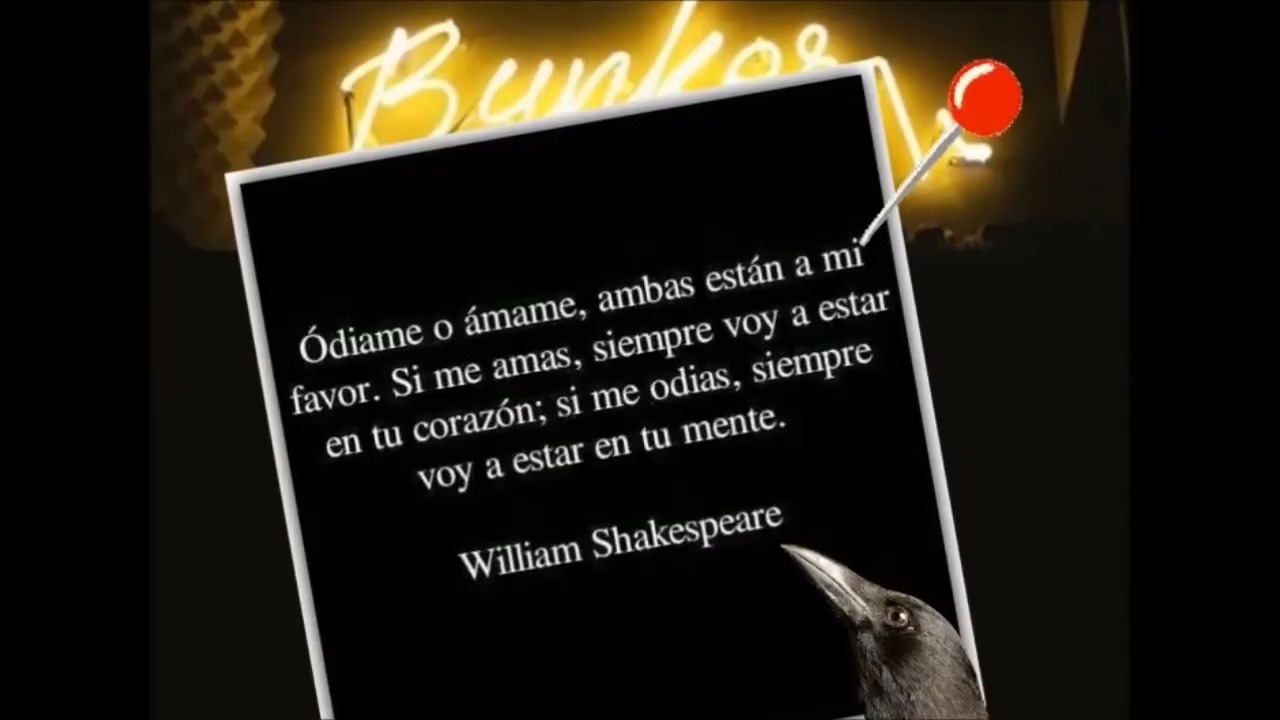 Bunker
Ódiame o ámame, ambas están a mi
favor. Si me amas, siempre voy a estar
en tu corazón; si me odias, siempre
voy a estar en tu mente.
William Shakespeare